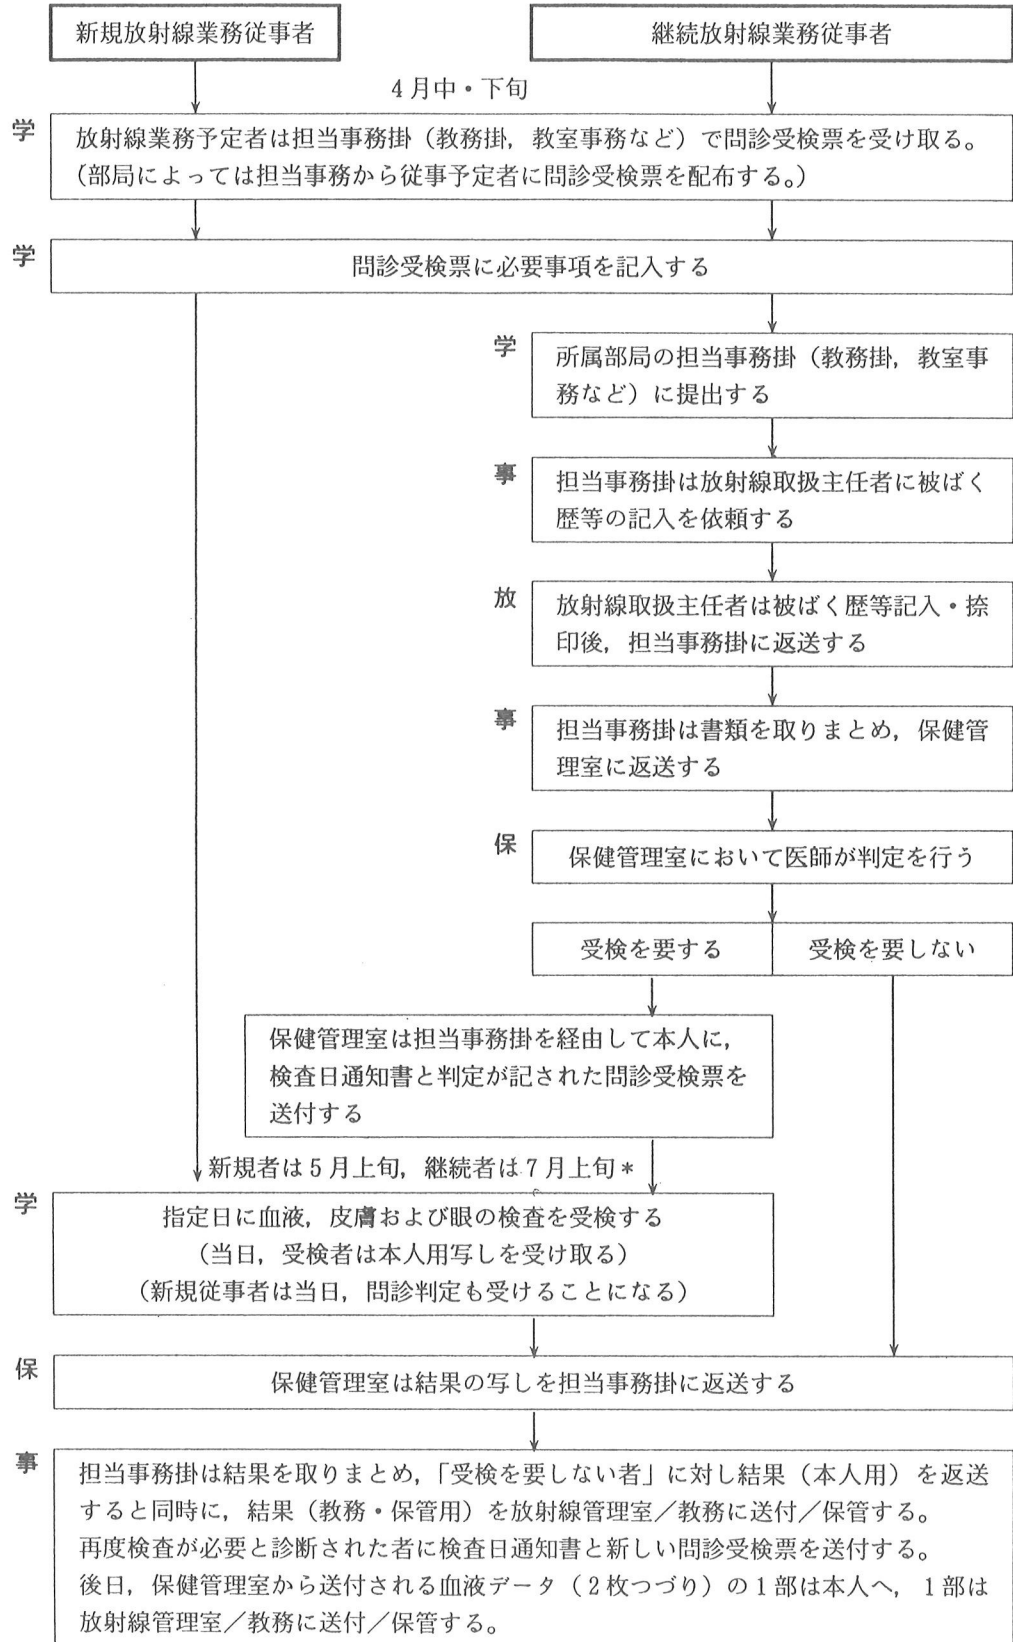 新規放射線業務従事者
継続放射線業務従事者
4月中・下旬
学
放射線業務予定者は担当事務掛（教務掛，教室事務など）で問診受検票を受け取る。
（部局によっては担当事務から従事予定者に問診受検票を配布する。）
学
問診受検票に必要事項を記入する
学
所属部局の担当事務掛（教務掛，教室事
務など）に提出する
事
担当事務掛は放射線取扱主任者に被ばく
歴等の記入を依頼する
放
放射線取扱主任者は被ばく歴等記入・捺
印後，担当事務掛に返送する
事
担当事務掛は書類を取りまとめ，保健管
理室に返送する
保
保健管理室において医師が判定を行う
受検を要する
受検を要しない
保健管理室は担当事務掛を経由して本人に，
検査日通知書と判定が記された問診受検票を
送付する
新規者は5月上旬，継続者は7月上旬＊
学
指定日に血液，皮膚および眼の検査を受検する
（当日，受検者は本人用写しを受け取る）
（新規従事者は当日，問診判定も受けることになる）
保
保健管理室は結果の写しを担当事務掛に返送する
事
担当事務掛は結果を取りまとめ，「受検を要しない者」に対し結果（本人用）を返送
すると同時に，結果（教務・保管用）を放射線管理室／教務に送付／保管する。
再度検査が必要と診断された者に検査日通知書と新しい問診受検票を送付する。
後日，保健管理室から送付される血液データ（2枚つづり）の1部は本人へ，1部は
放射線管理室／教務に送付／保管する。